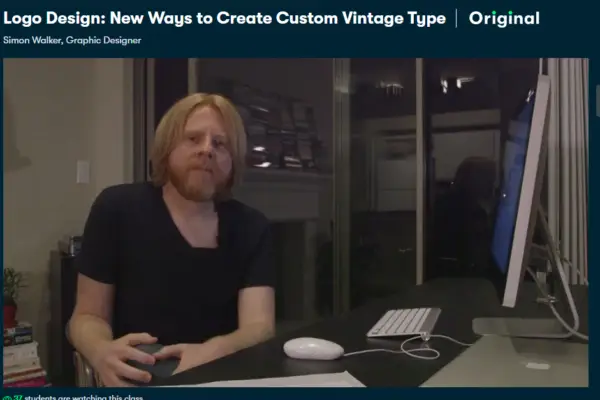 Logo Design: New Ways to Create Custom Vintage Type | Original
Simon Walker, Graphic Designer
37 students are watching this class